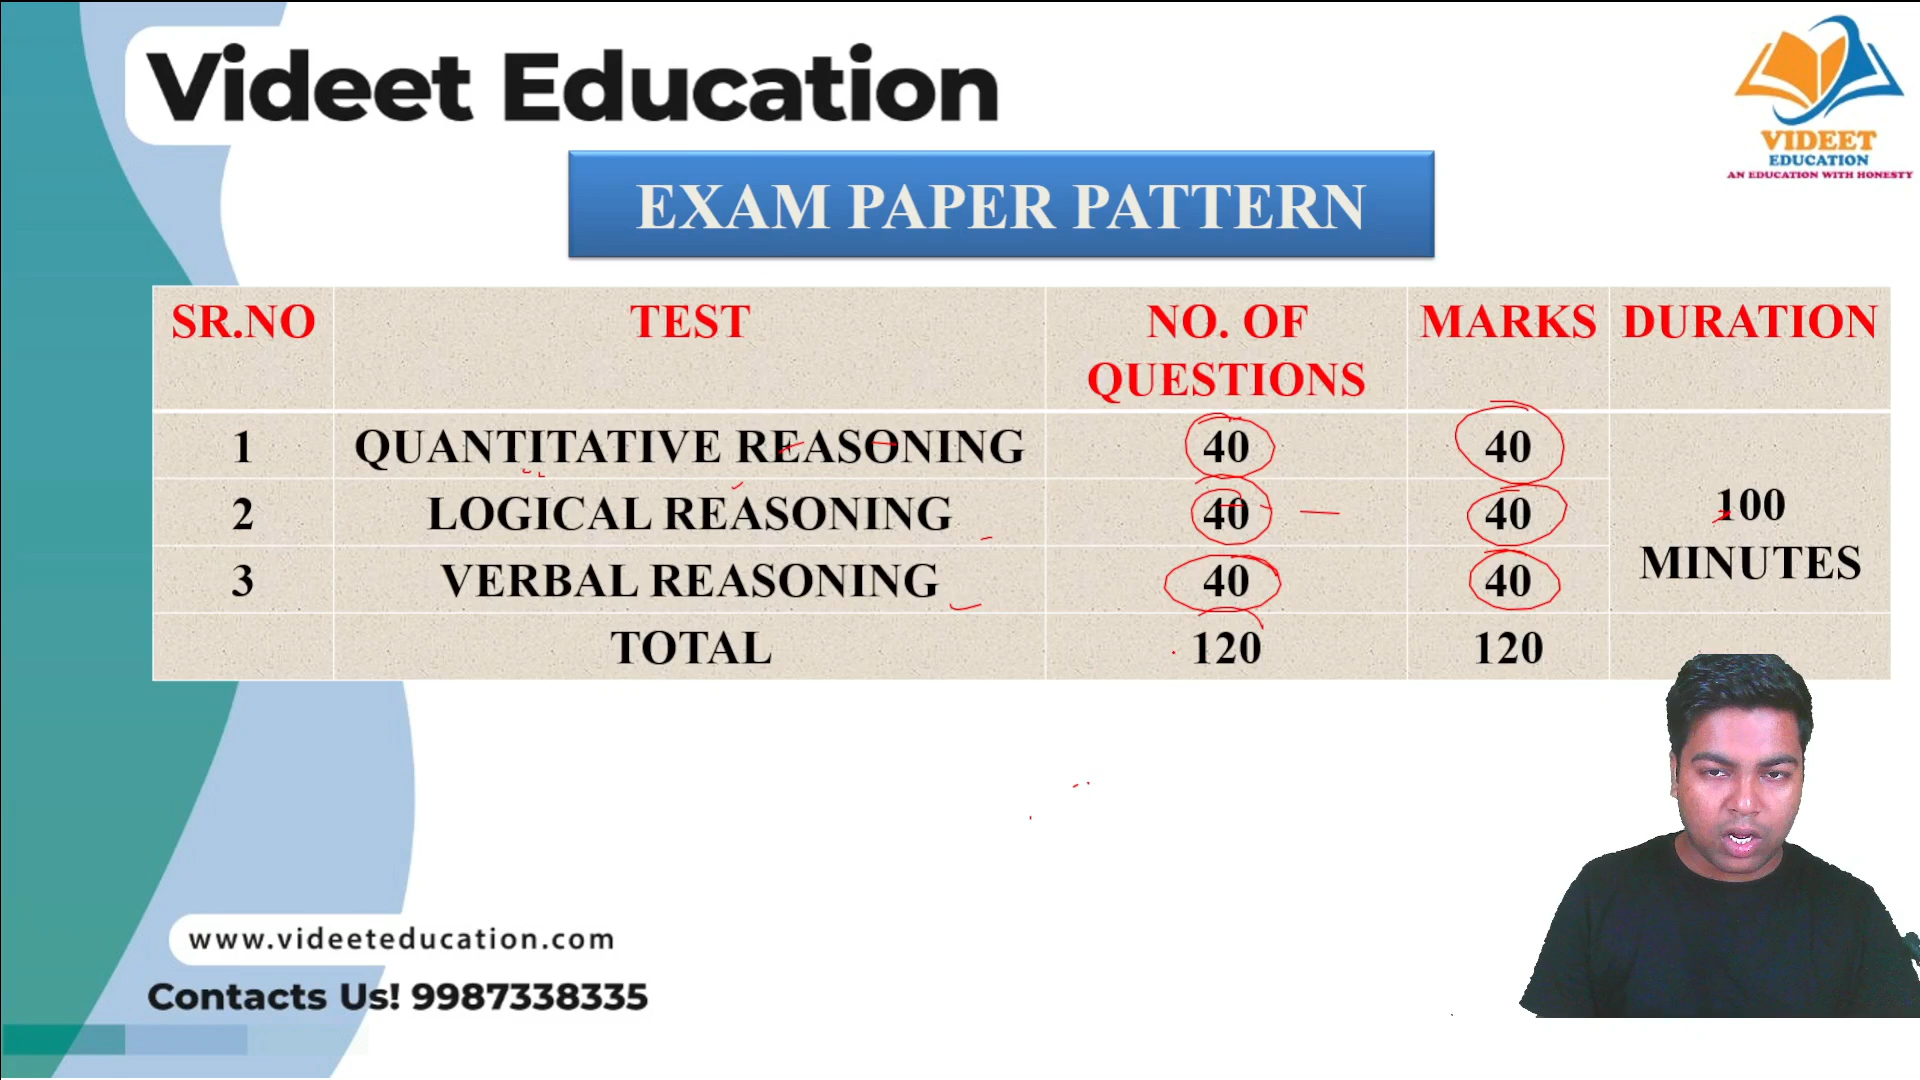 Videet Education
VIDEET
EDUCATION
AN EDUCATION WITH HONESTY
EXAM PAPER PATTERN
SR.NO TEST NO. OF QUESTIONS MARKS DURATION
1 QUANTITATIVE REASONING 40 40
2 LOGICAL REASONING 40 40
3 VERBAL REASONING 40 40
100
MINUTES
TOTAL 120 120
www.videeteducation.com
Contacts Us! 9987338335